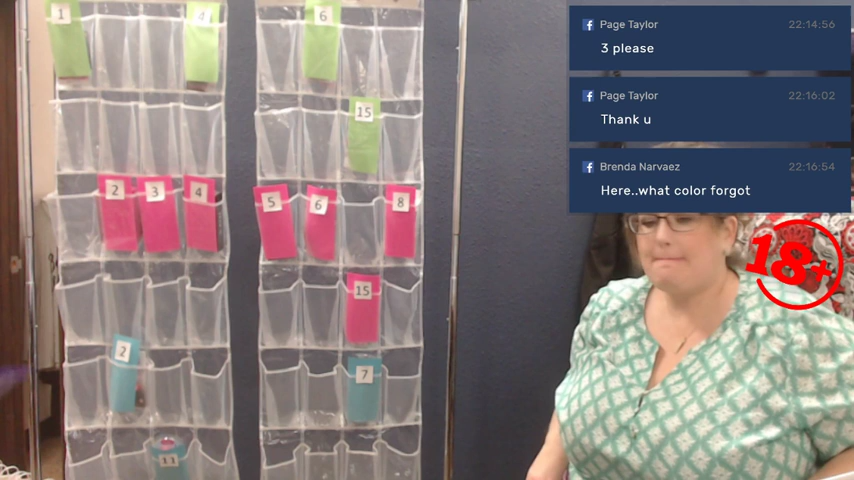 1
4
6
15
2
3
4
5
6
8
15
2
7
11
Page Taylor 22:14:56
3 please
Page Taylor 22:16:02
Thank u
Brenda Narvaez 22:16:54
Here..what color forgot
18+